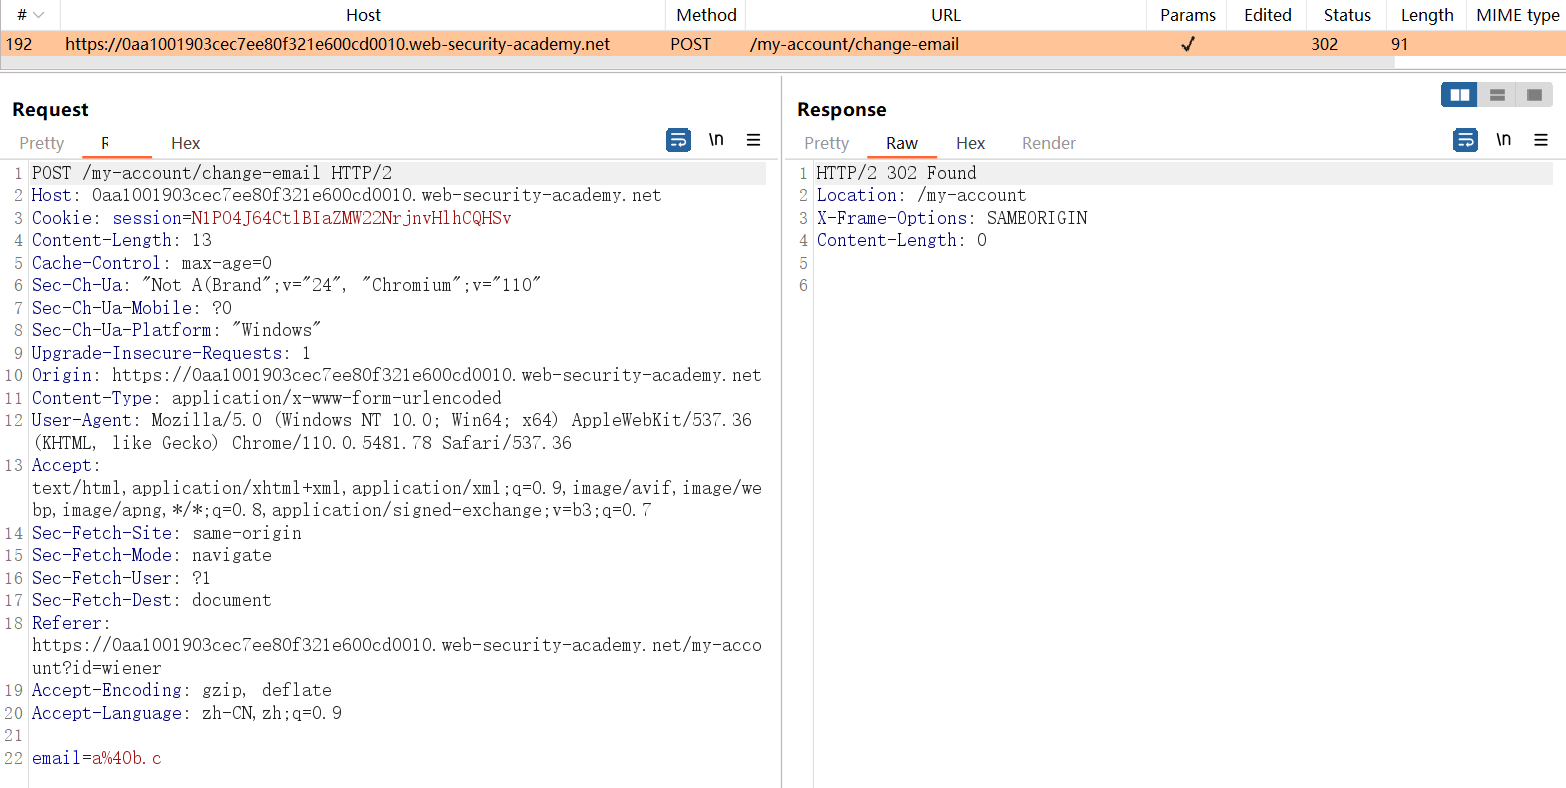 # Host Method URL Params Edited Status Length MIME type
192 https://0aa1001903cec7ee80f321e600cd0010.web-security-academy.net POST /my-account/change-email ✓ 302 91
Request
Pretty R Hex \n
1 POST /my-account/change-email HTTP/2
2 Host: 0aa1001903cec7ee80f321e600cd0010.web-security-academy.net
3 Cookie: session=N1P04J64CtlBIaZMW22NrjnvHlhCQHSv
4 Content-Length: 13
5 Cache-Control: max-age=0
6 Sec-Ch-Ua: "Not A(Brand";v="24", "Chromium";v="110"
7 Sec-Ch-Ua-Mobile: ?0
8 Sec-Ch-Ua-Platform: "Windows"
9 Upgrade-Insecure-Requests: 1
10 Origin: https://0aa1001903cec7ee80f321e600cd0010.web-security-academy.net
11 Content-Type: application/x-www-form-urlencoded
12 User-Agent: Mozilla/5.0 (Windows NT 10.0; Win64; x64) AppleWebKit/537.36
(KHTML, like Gecko) Chrome/110.0.5481.78 Safari/537.36
13 Accept:
text/html,application/xhtml+xml,application/xml;q=0.9,image/avif,image/we
bp,image/apng,*/*;q=0.8,application/signed-exchange;v=b3;q=0.7
14 Sec-Fetch-Site: same-origin
15 Sec-Fetch-Mode: navigate
16 Sec-Fetch-User: ?1
17 Sec-Fetch-Dest: document
18 Referer:
https://0aa1001903cec7ee80f321e600cd0010.web-security-academy.net/my-acco
unt?id=wiener
19 Accept-Encoding: gzip, deflate
20 Accept-Language: zh-CN,zh;q=0.9
21
22 email=a%40b.c
Response
Pretty Raw Hex Render \n
1 HTTP/2 302 Found
2 Location: /my-account
3 X-Frame-Options: SAMEORIGIN
4 Content-Length: 0
5
6